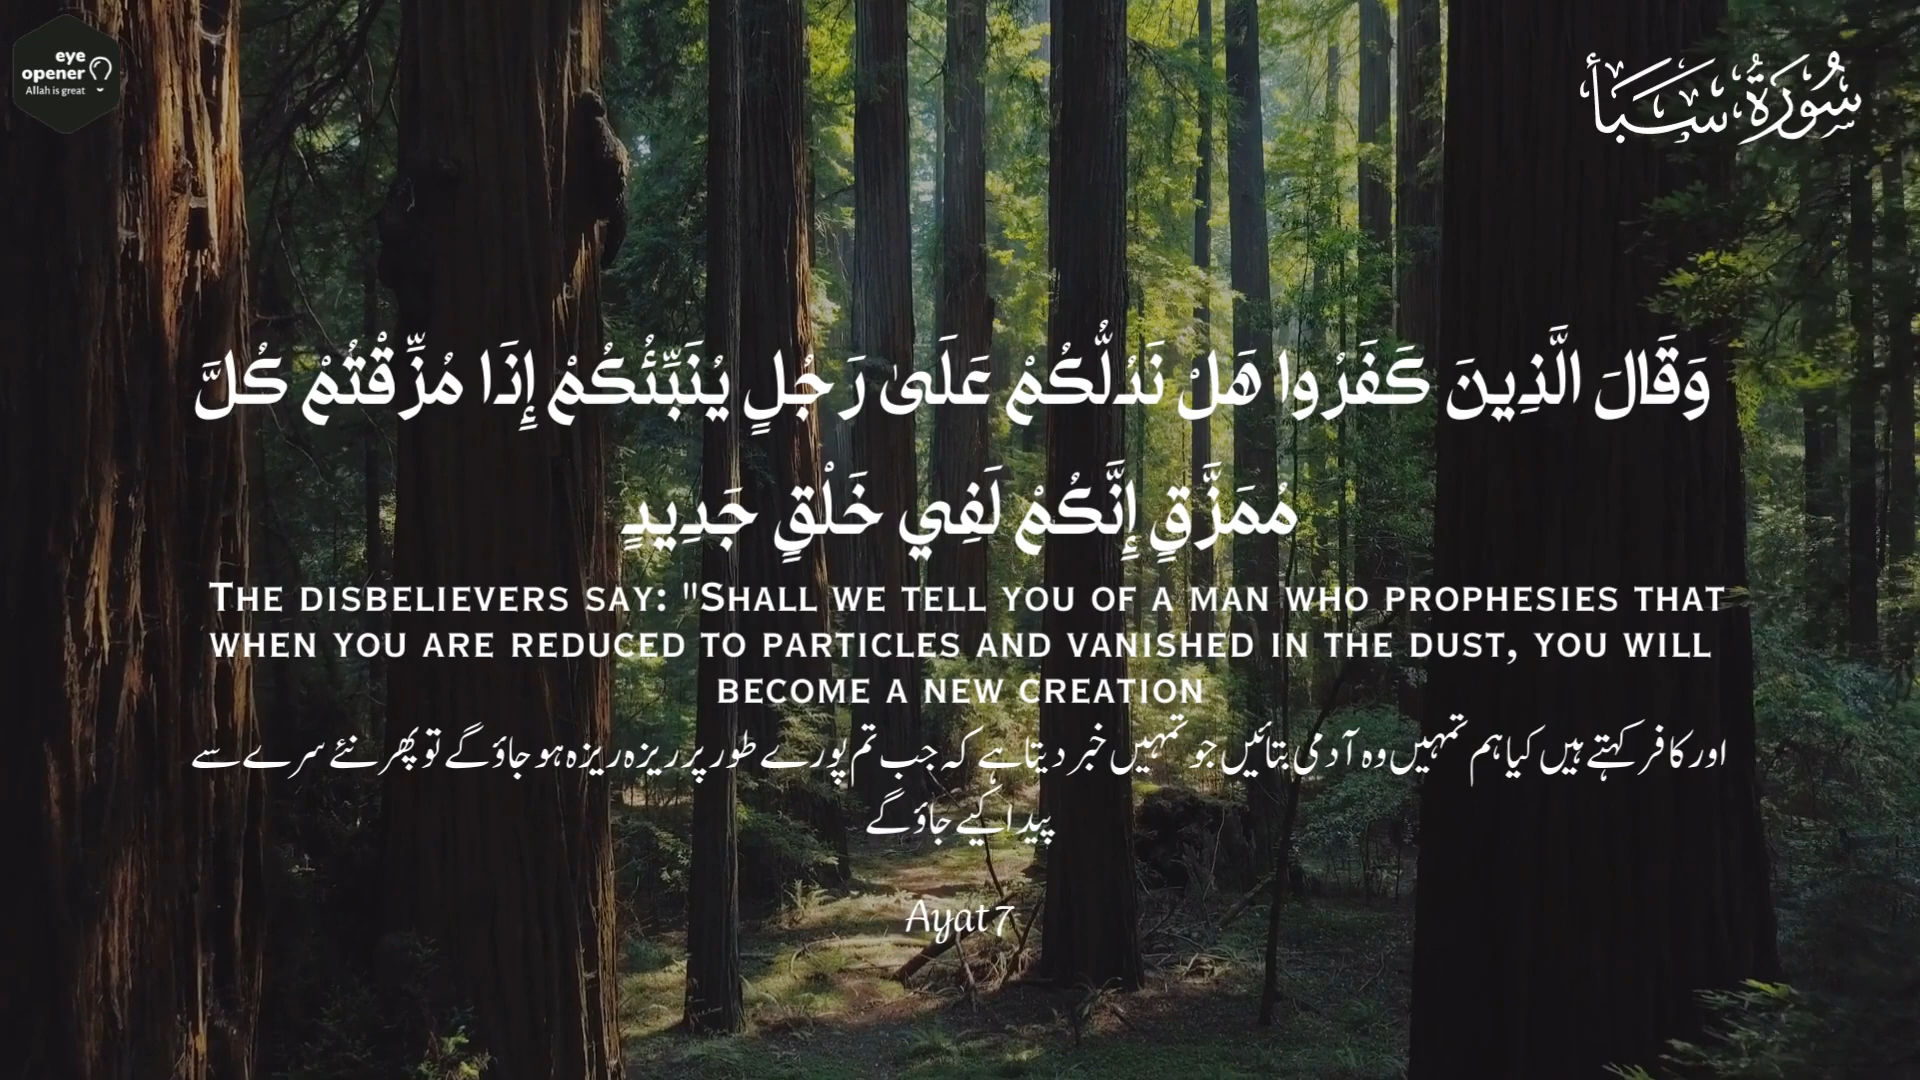 eye
opener
Allah is great
سُورَةُ سَبَأ
وَقَالَ الَّذِينَ كَفَرُوا هَلْ نَدُلُّكُمْ عَلَىٰ رَجُلٍ يُنَبِّئُكُمْ إِذَا مُزِّقْتُمْ كُلَّ
مُمَزَّقٍ إِنَّكُمْ لَفِي خَلْقٍ جَدِيدٍ
The disbelievers say: "Shall we tell you of a man who prophesies that
when you are reduced to particles and vanished in the dust, you will
become a new creation
اور کافر کہتے ہیں کیا ہم تمہیں وہ آدمی بتائیں جو تمہیں خبر دیتا ہے کہ جب تم پورے طور پر ریزہ ریزہ ہو جاؤ گے تو پھر نئے سرے سے
پیدا کیے جاؤ گے
Ayat 7